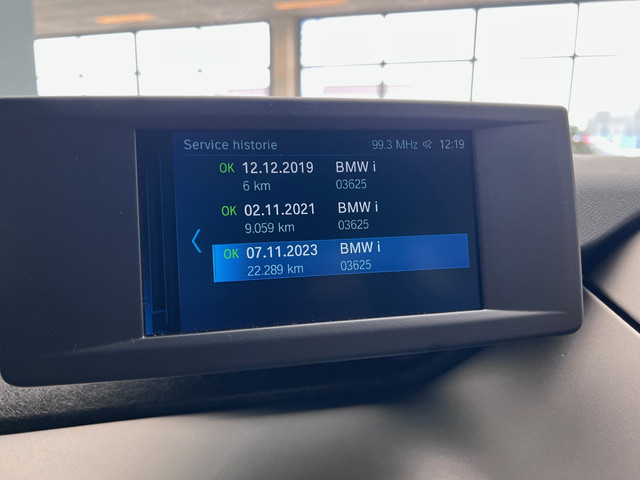 Service historie 99.3 MHz 12:19
OK 12.12.2019 BMW i
6 km 03625
OK 02.11.2021 BMW i
9.059 km 03625
OK 07.11.2023 BMW i
22.289 km 03625